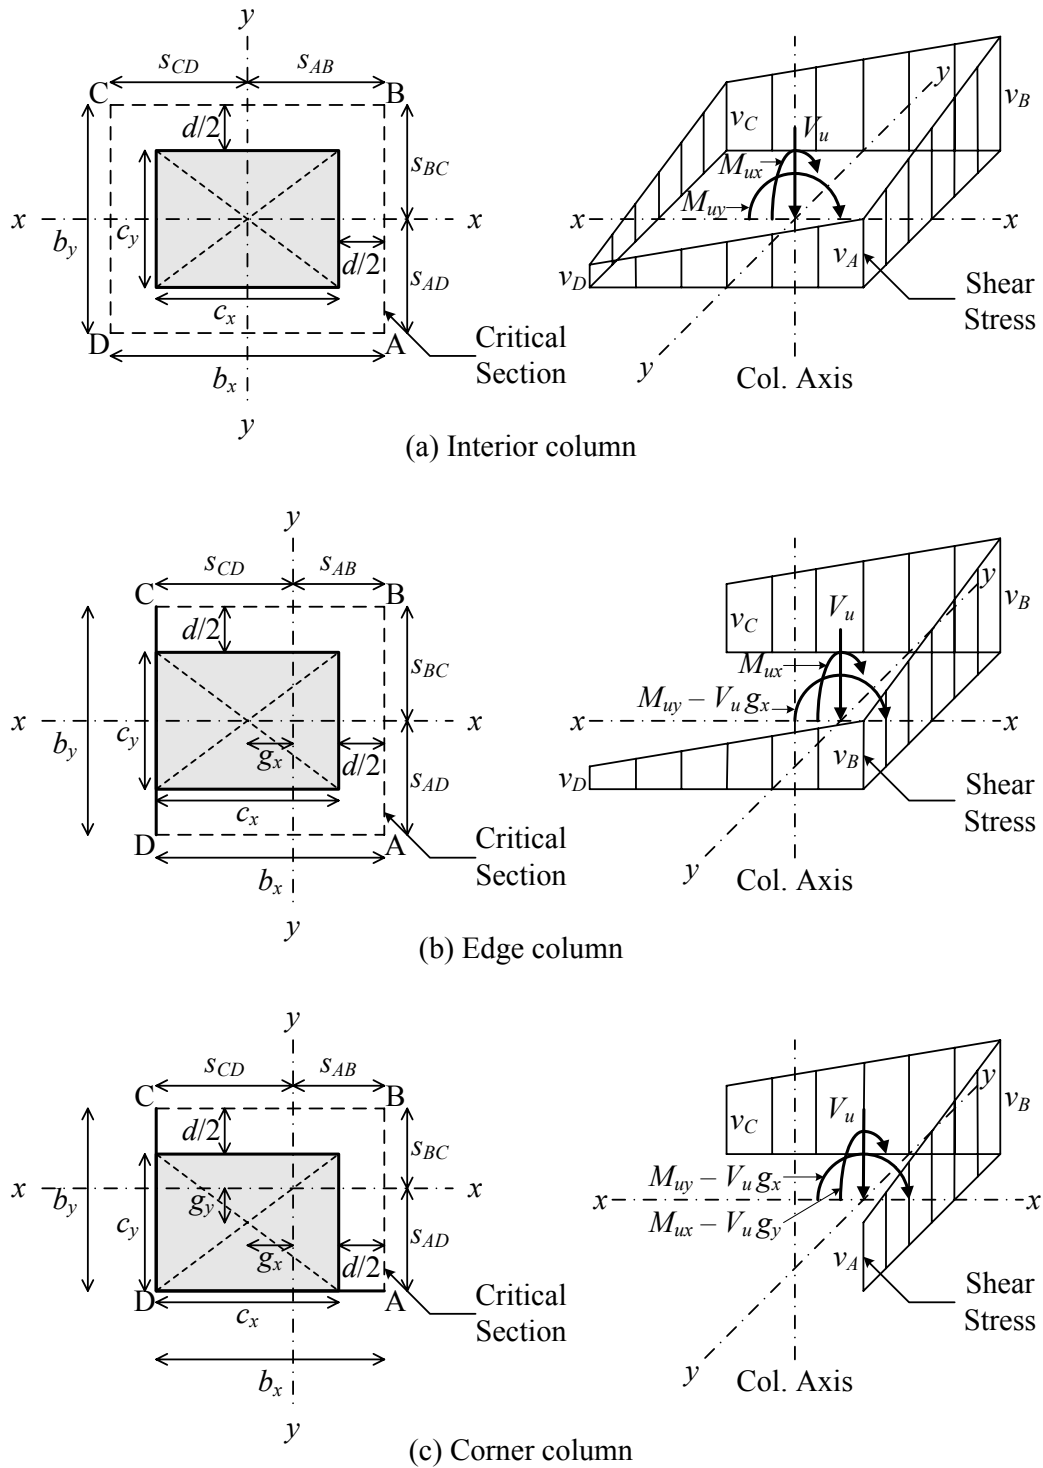 y
s_CD s_AB
C B
d/2
s_BC
x x
b_y c_y
d/2
s_AD
c_x
D A
b_x
Critical
Section
y
y
v_B
v_C V_u
M_ux
M_uy
x x
v_D v_A
Shear
Stress
y
Col. Axis
(a) Interior column
y
s_CD s_AB
C B
d/2
s_BC
x x
b_y c_y
g_x d/2
s_AD
c_x
D A
b_x
Critical
Section
y
y
v_B
v_C V_u
M_ux
M_uy – V_u g_x
x x
v_D v_B
Shear
Stress
y
Col. Axis
(b) Edge column
y
s_CD s_AB
C B
d/2
s_BC
x x
b_y c_y
g_y
g_x d/2
s_AD
D A
c_x
b_x
Critical
Section
y
y
v_B
v_C V_u
M_uy – V_u g_x
x x
M_ux – V_u g_y
v_A
Shear
Stress
y
Col. Axis
(c) Corner column